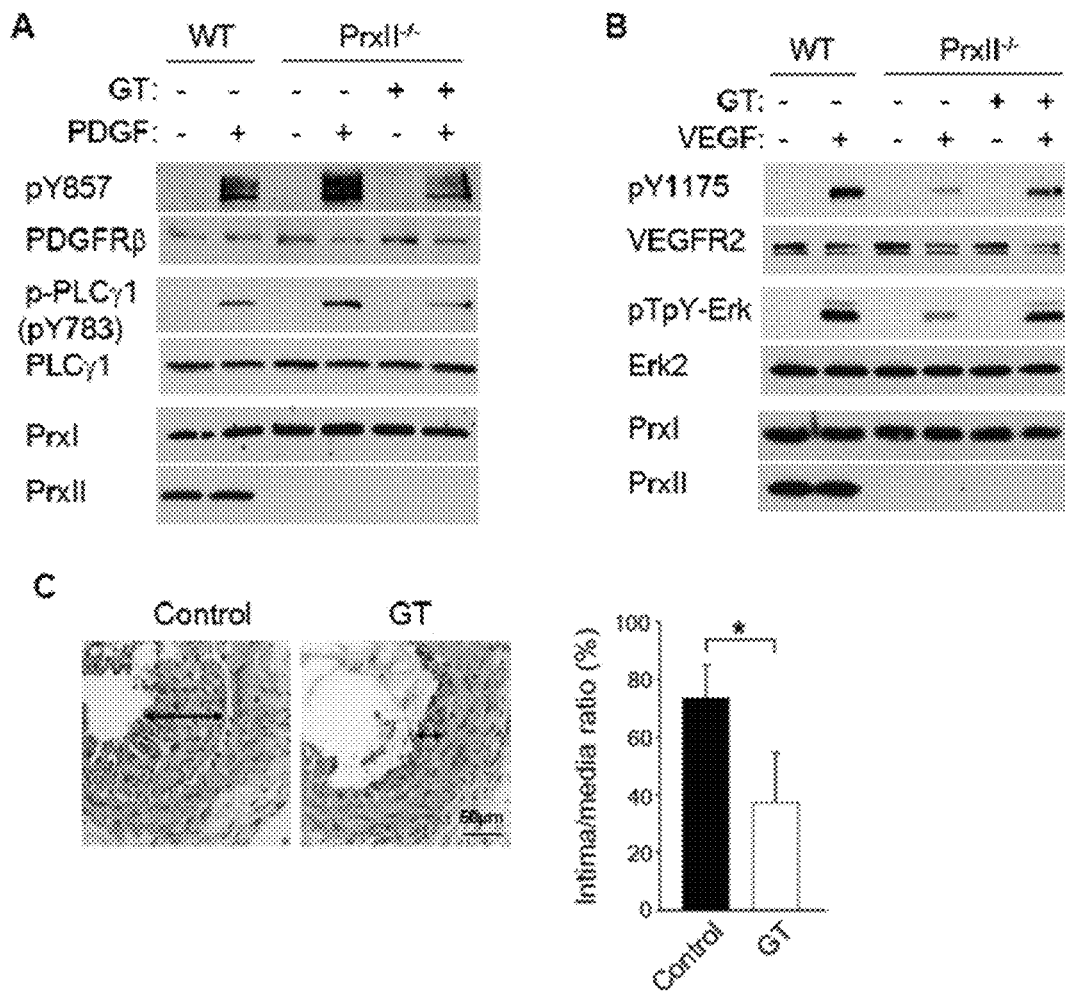 A
WT PrxII-/-
GT: - - - - + +
PDGF: - + - + - +
pY857
PDGFRβ
p-PLCγ1
(pY783)
PLCγ1
PrxI
PrxII
B
WT PrxII-/-
GT: - - - - + +
VEGF: - + - + - +
pY1175
VEGFR2
pTpY-Erk
Erk2
PrxI
PrxII
C
Control GT
50μm
Intima/media ratio (%)
100
80
60
40
20
0
*
Control
GT